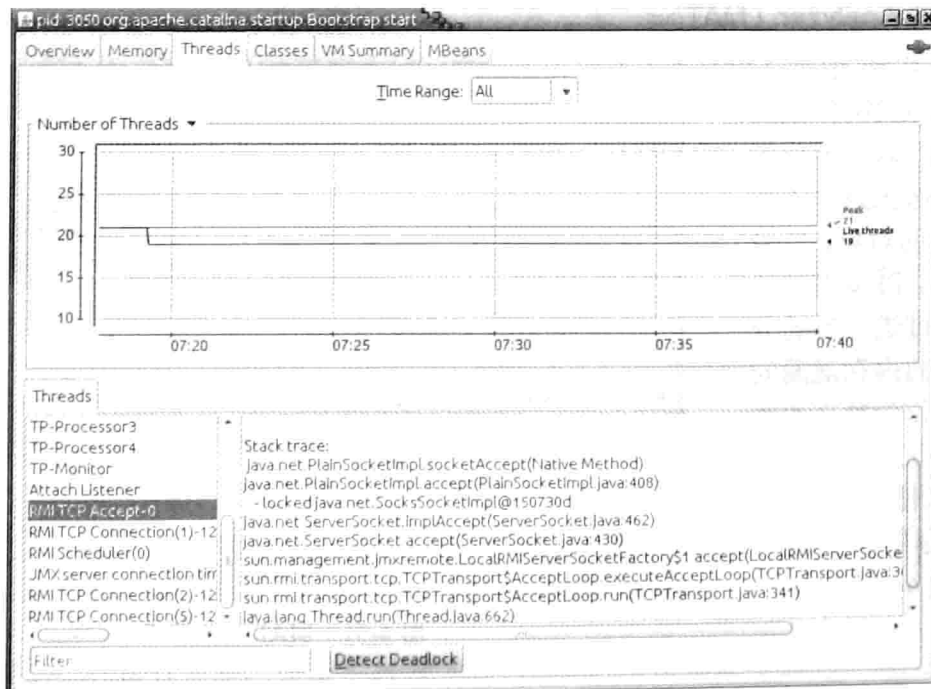 pid: 3050 org.apache.catalina.startup.Bootstrap start
Overview Memory Threads Classes VM Summary MBeans
Time Range: All
Number of Threads
30
25
20
15
10
Peak
21
Live threads
19
07:20 07:25 07:30 07:35 07:40
Threads
TP-Processor3
TP-Processor4
TP-Monitor
Attach Listener
RMI TCP Accept-0
RMI TCP Connection(1)-12
RMI Scheduler(0)
JMX server connection tim
RMI TCP Connection(2)-12
RMI TCP Connection(5)-12
Stack trace:
java.net.PlainSocketImpl.socketAccept(Native Method)
java.net.PlainSocketImpl.accept(PlainSocketImpl.java:408)
- locked java.net.SocksSocketImpl@150730d
java.net.ServerSocket.implAccept(ServerSocket.java:462)
java.net.ServerSocket.accept(ServerSocket.java:430)
sun.management.jmxremote.LocalRMIServerSocketFactory$1.accept(LocalRMIServerSocke
sun.rmi.transport.tcp.TCPTransport$AcceptLoop.executeAcceptLoop(TCPTransport.java:3
sun.rmi.transport.tcp.TCPTransport$AcceptLoop.run(TCPTransport.java:341)
java.lang.Thread.run(Thread.java:662)
Filter
Detect Deadlock